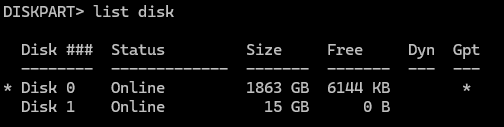 DISKPART> list disk
  Disk ###  Status         Size     Free     Dyn  Gpt
  --------  -------------  -------  -------  ---  ---
* Disk 0    Online         1863 GB  6144 KB        *
  Disk 1    Online           15 GB      0 B